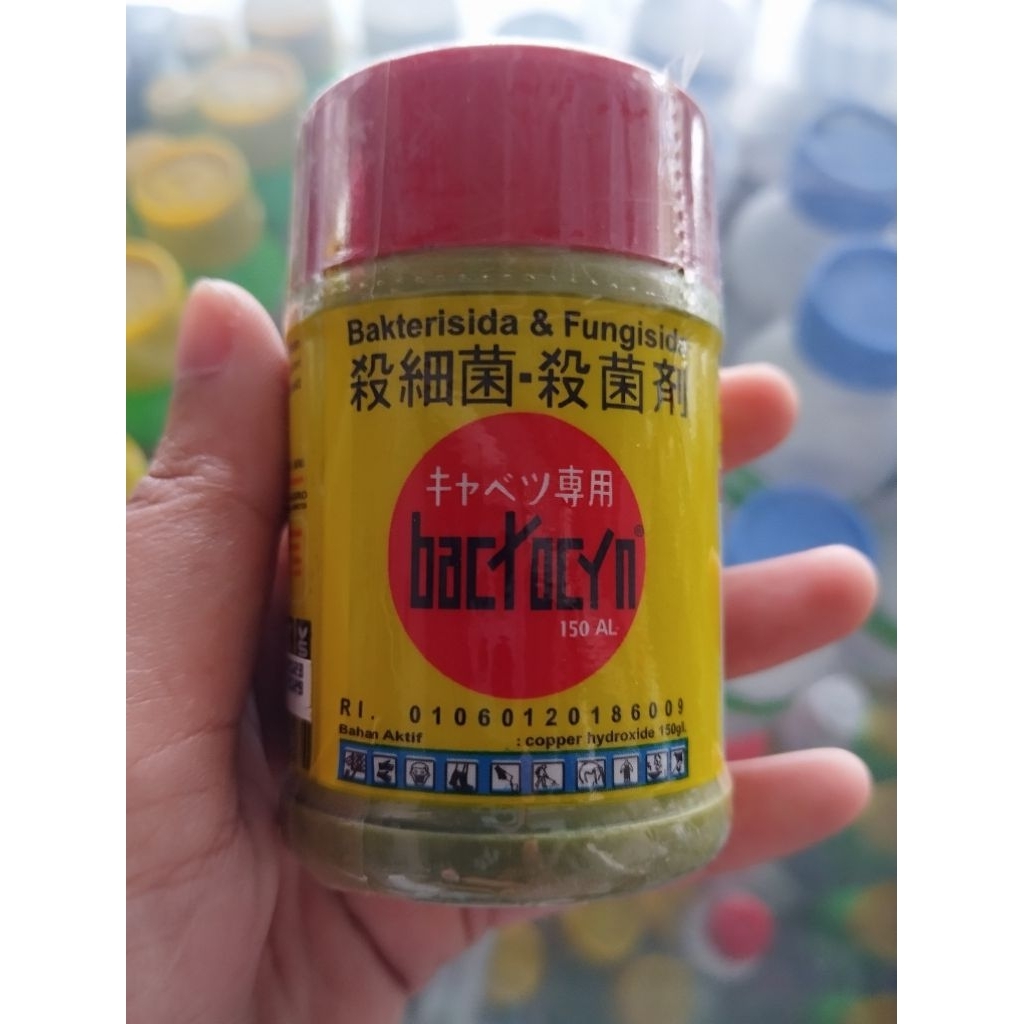 Bakterisida & Fungisida
殺細菌-殺菌剤
キャベツ専用
bactocyn®
150 AL
RI. 01060120186009
Bahan Aktif : copper hydroxide 150g/l